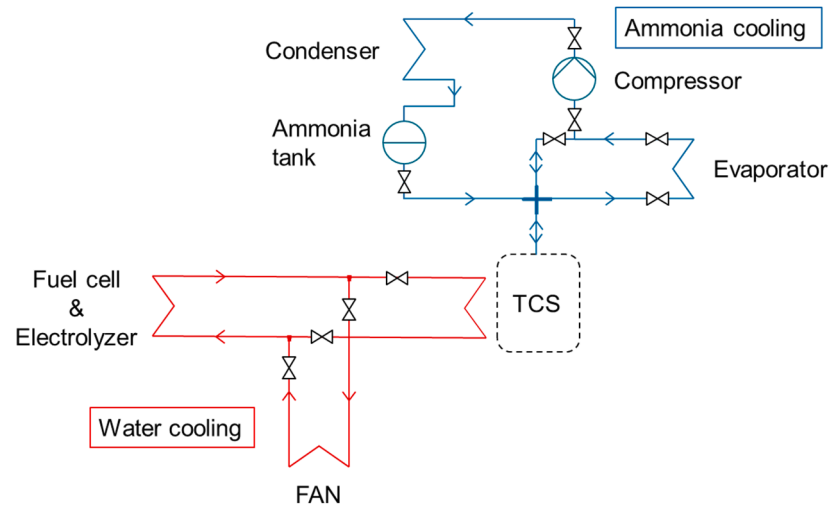 Ammonia cooling
Condenser
Compressor
Ammonia
tank
Evaporator
Fuel cell
&
Electrolyzer
TCS
Water cooling
FAN